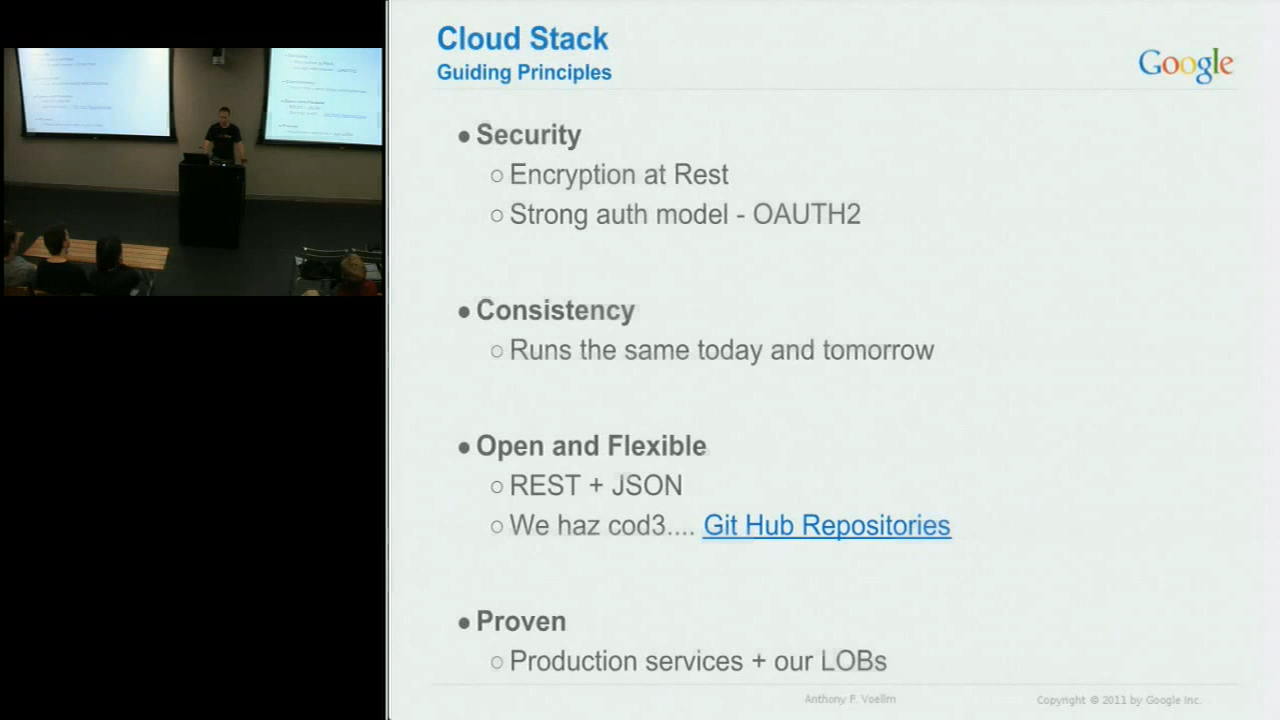 Cloud Stack
Guiding Principles
Google
● Security
○ Encryption at Rest
○ Strong auth model - OAUTH2
● Consistency
○ Runs the same today and tomorrow
● Open and Flexible
○ REST + JSON
○ We haz cod3.... Git Hub Repositories
● Proven
○ Production services + our LOBs
Anthony F. Voellm
Copyright © 2011 by Google Inc.